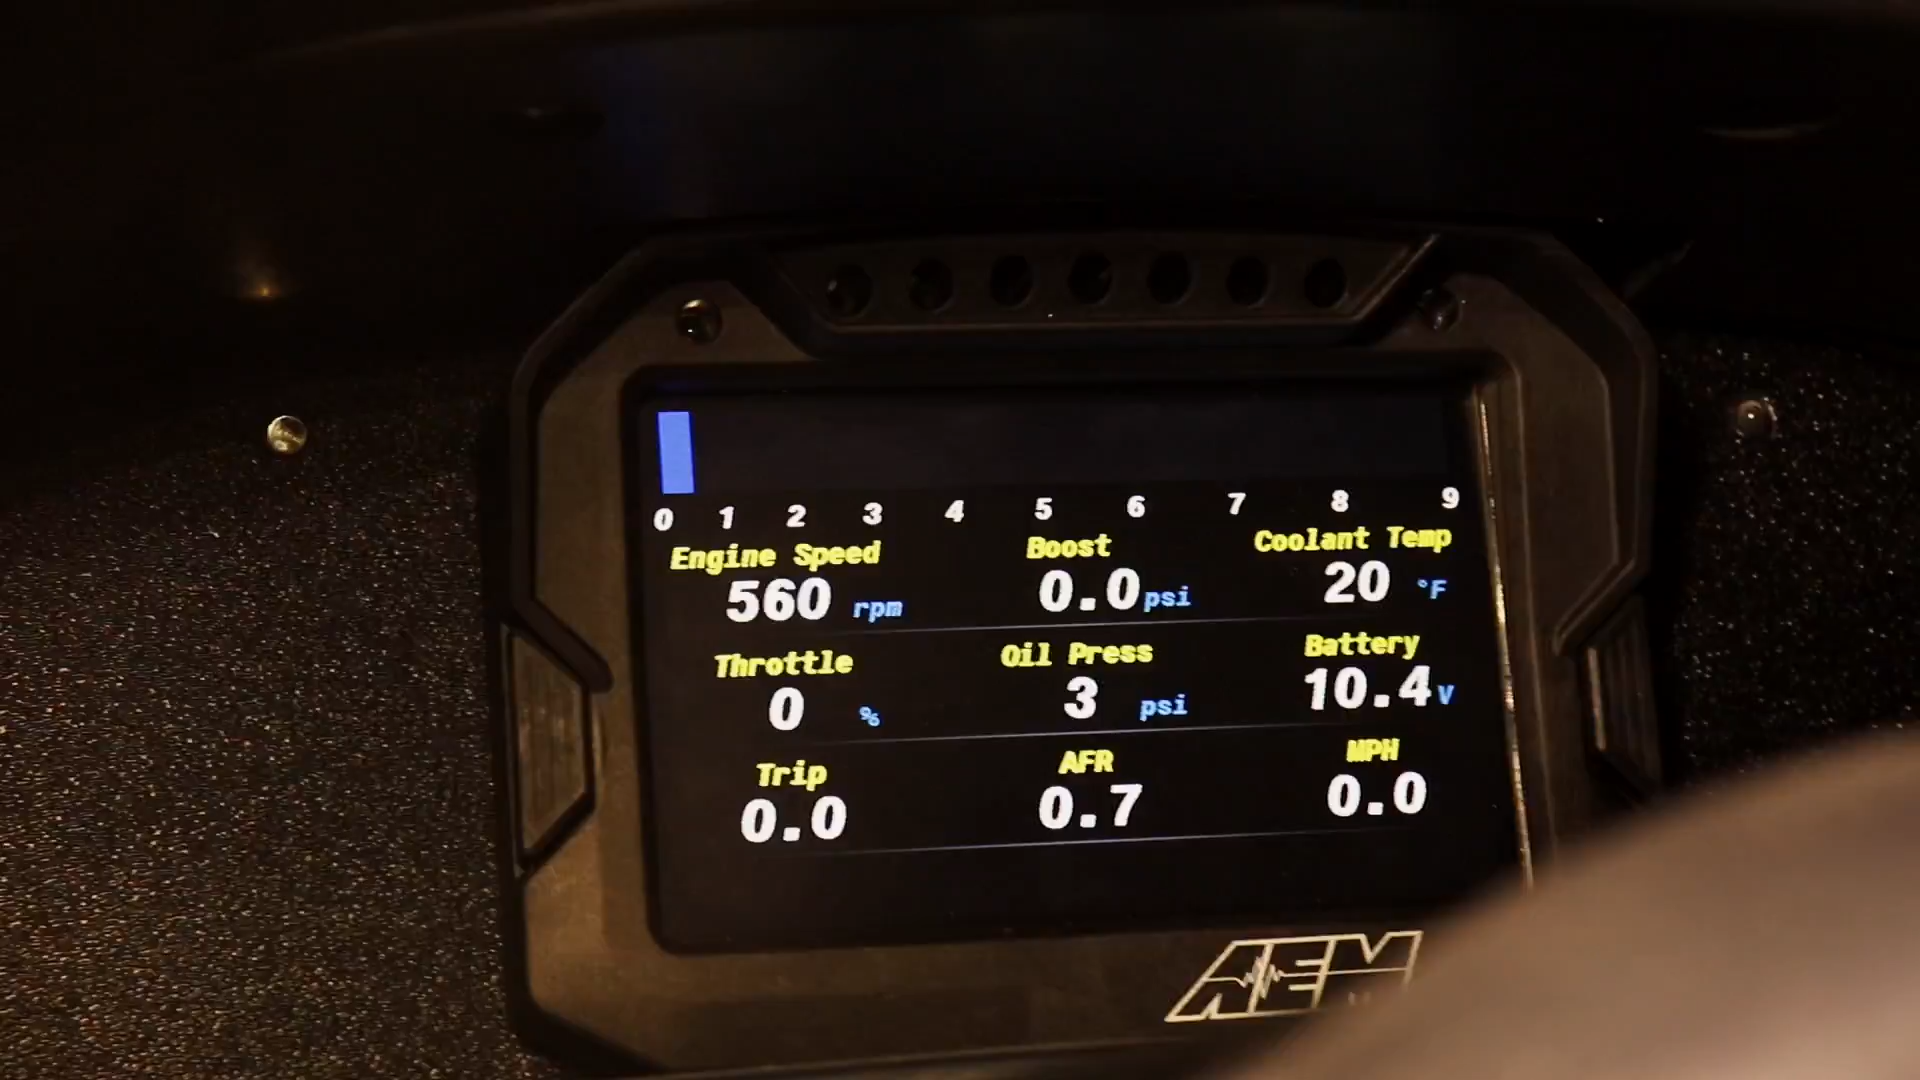 0 1 2 3 4 5 6 7 8 9
Engine Speed Boost Coolant Temp
560 rpm 0.0 psi 20 °F
Throttle Oil Press Battery
0 % 3 psi 10.4 V
Trip AFR MPH
0.0 0.7 0.0
AEM